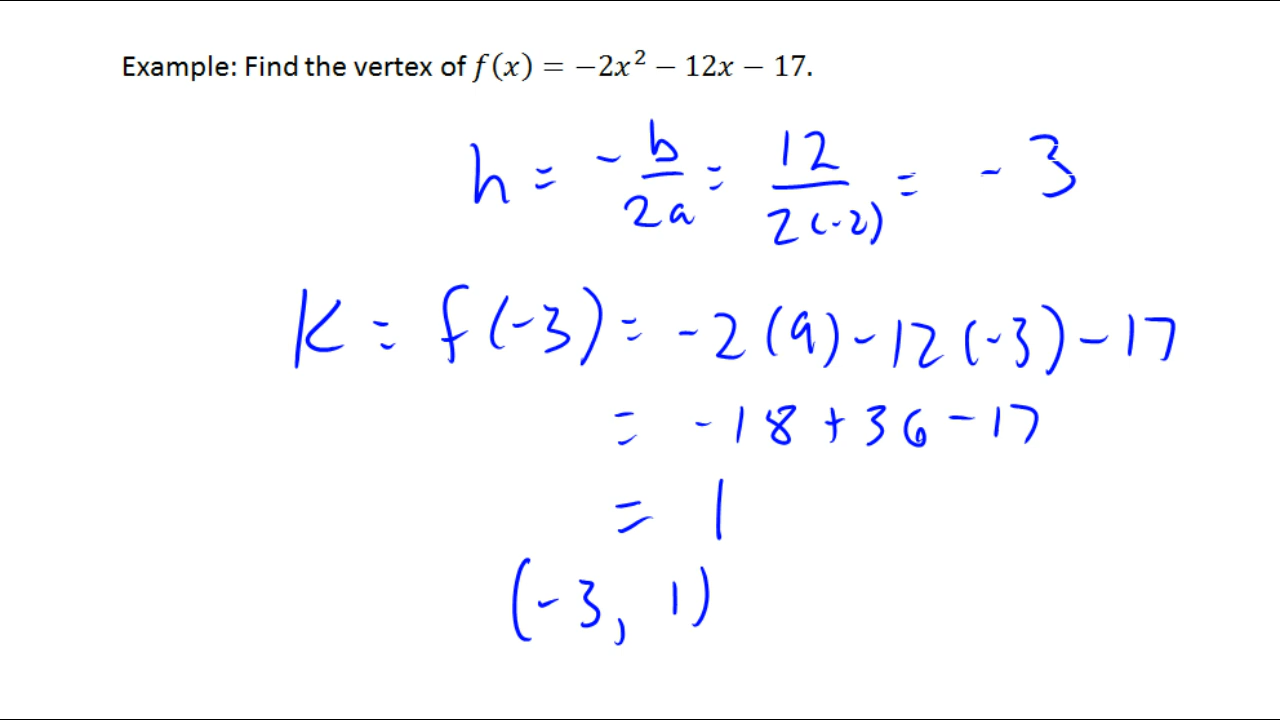 Example: Find the vertex of f(x) = −2x² − 12x − 17.
h = - b/2a = 12/2(-2) = -3
K = f(-3) = -2(9) - 12(-3) - 17
= -18 + 36 - 17
= 1
(-3, 1)